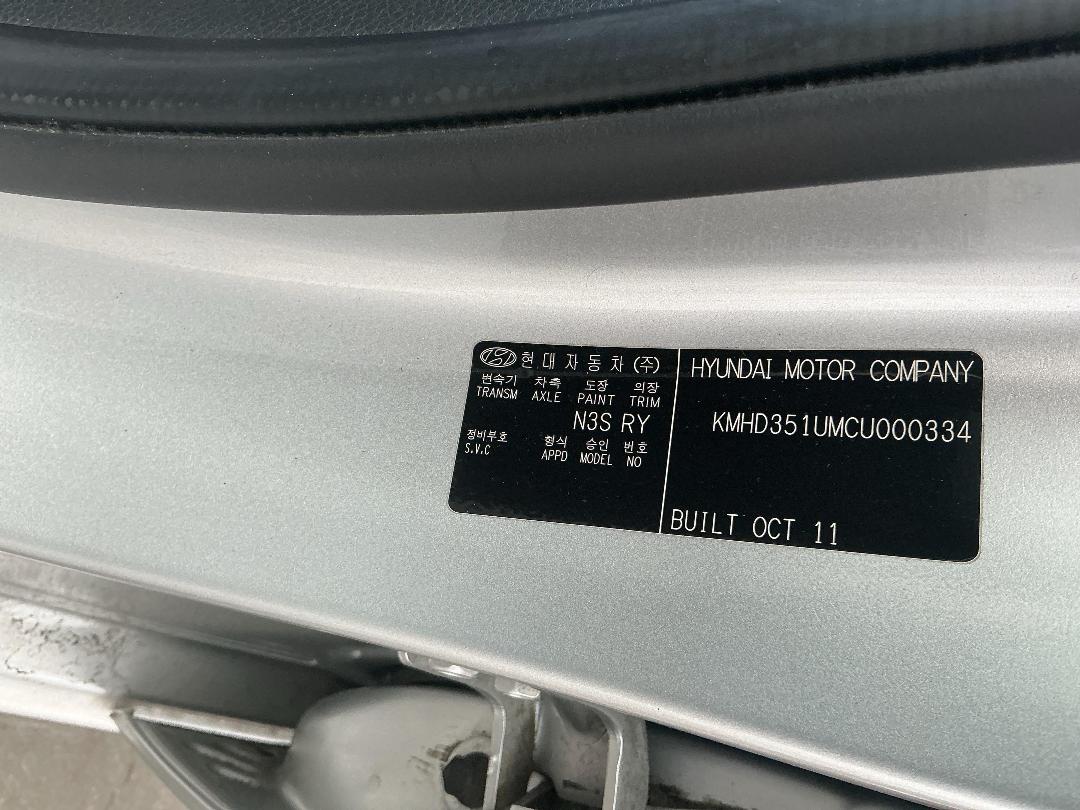 현대자동차(주)
변속기 차축 도장 의장
TRANSM AXLE PAINT TRIM
N3S RY
정비부호 형식 승인 번호
S.V.C APPD MODEL NO
HYUNDAI MOTOR COMPANY
KMHD351UMCU000334
BUILT OCT 11